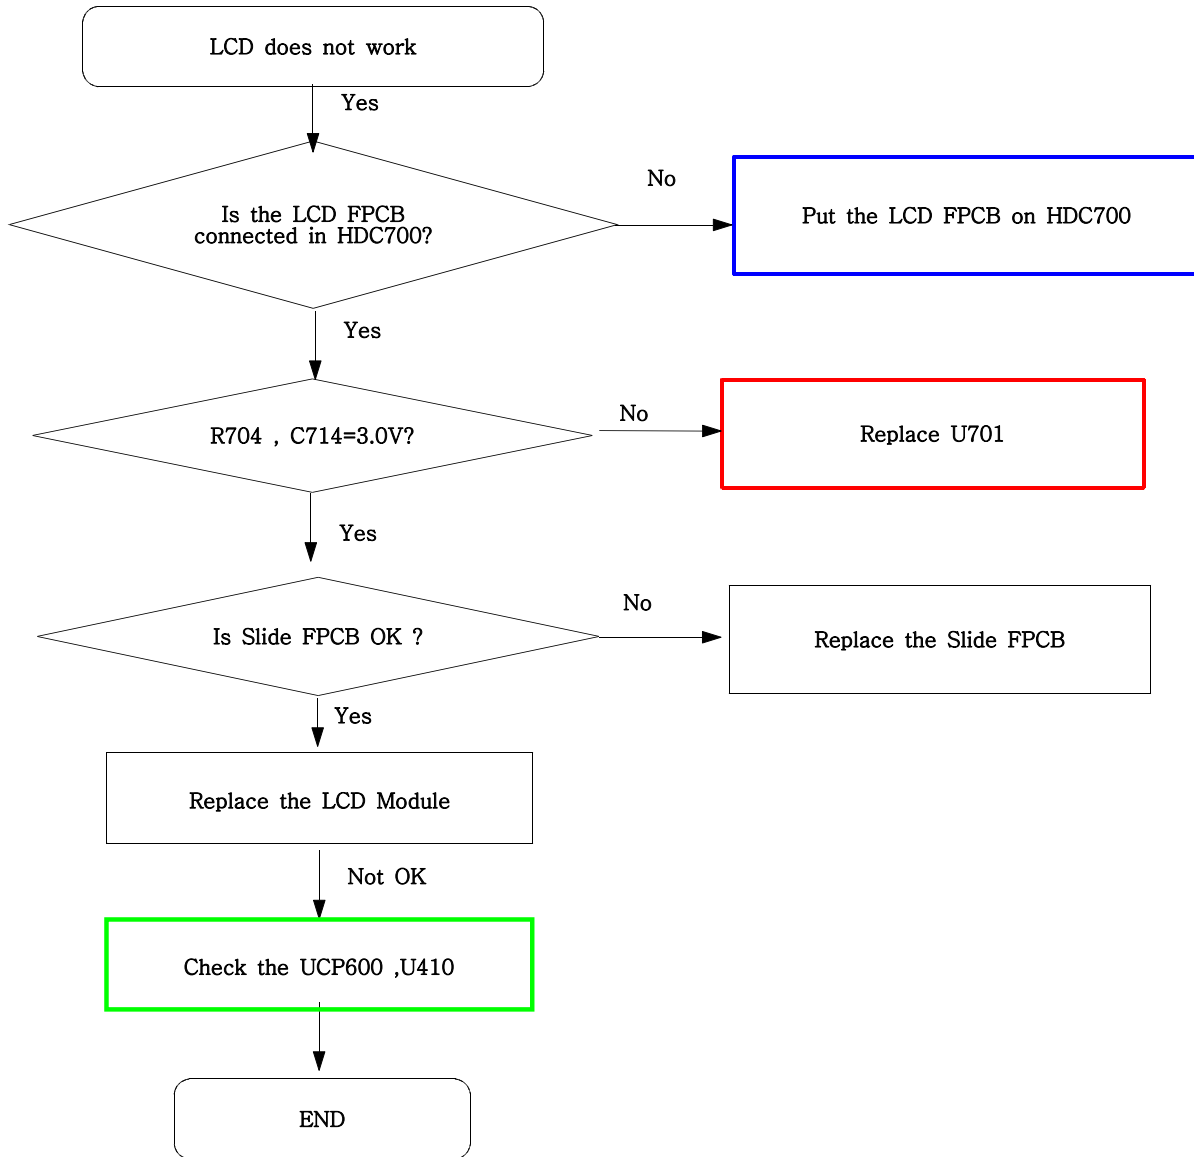 LCD does not work
Yes
Is the LCD FPCB
connected in HDC700?
No
Put the LCD FPCB on HDC700
Yes
R704 , C714=3.0V?
No
Replace U701
Yes
Is Slide FPCB OK ?
No
Replace the Slide FPCB
Yes
Replace the LCD Module
Not OK
Check the UCP600 ,U410
END